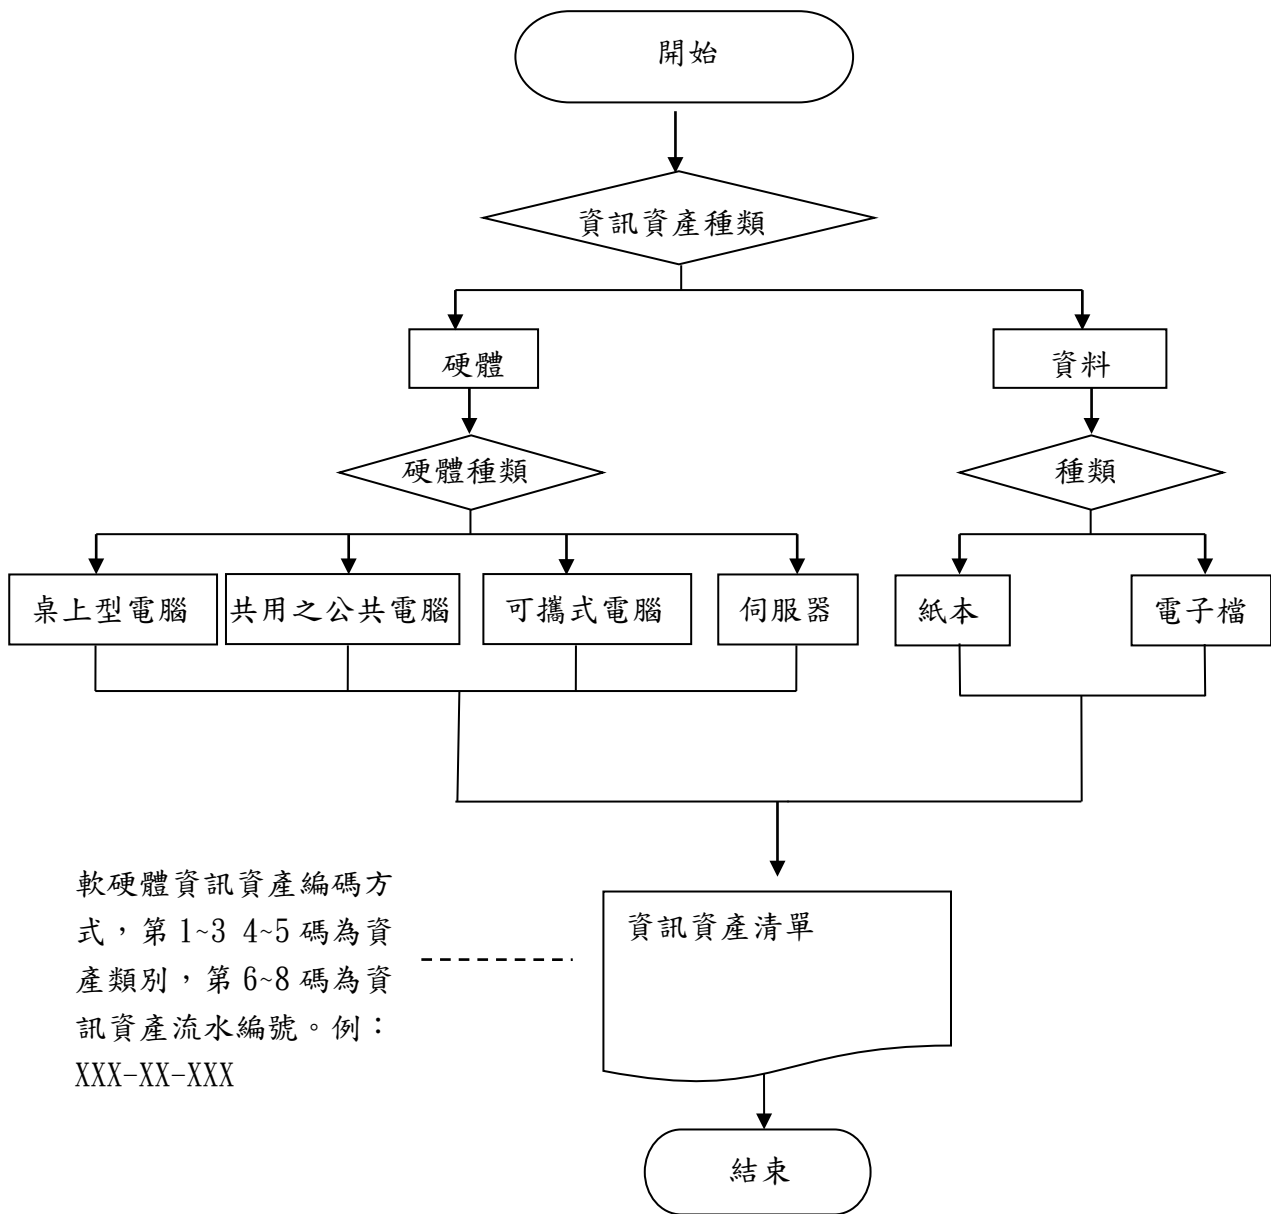 開始
資訊資產種類
硬體
資料
硬體種類
種類
桌上型電腦
共用之公共電腦
可攜式電腦
伺服器
紙本
電子檔
軟硬體資訊資產編碼方
式，第1~3 4~5碼為資
產類別，第6~8碼為資
訊資產流水編號。例：
XXX-XX-XXX
資訊資產清單
結束